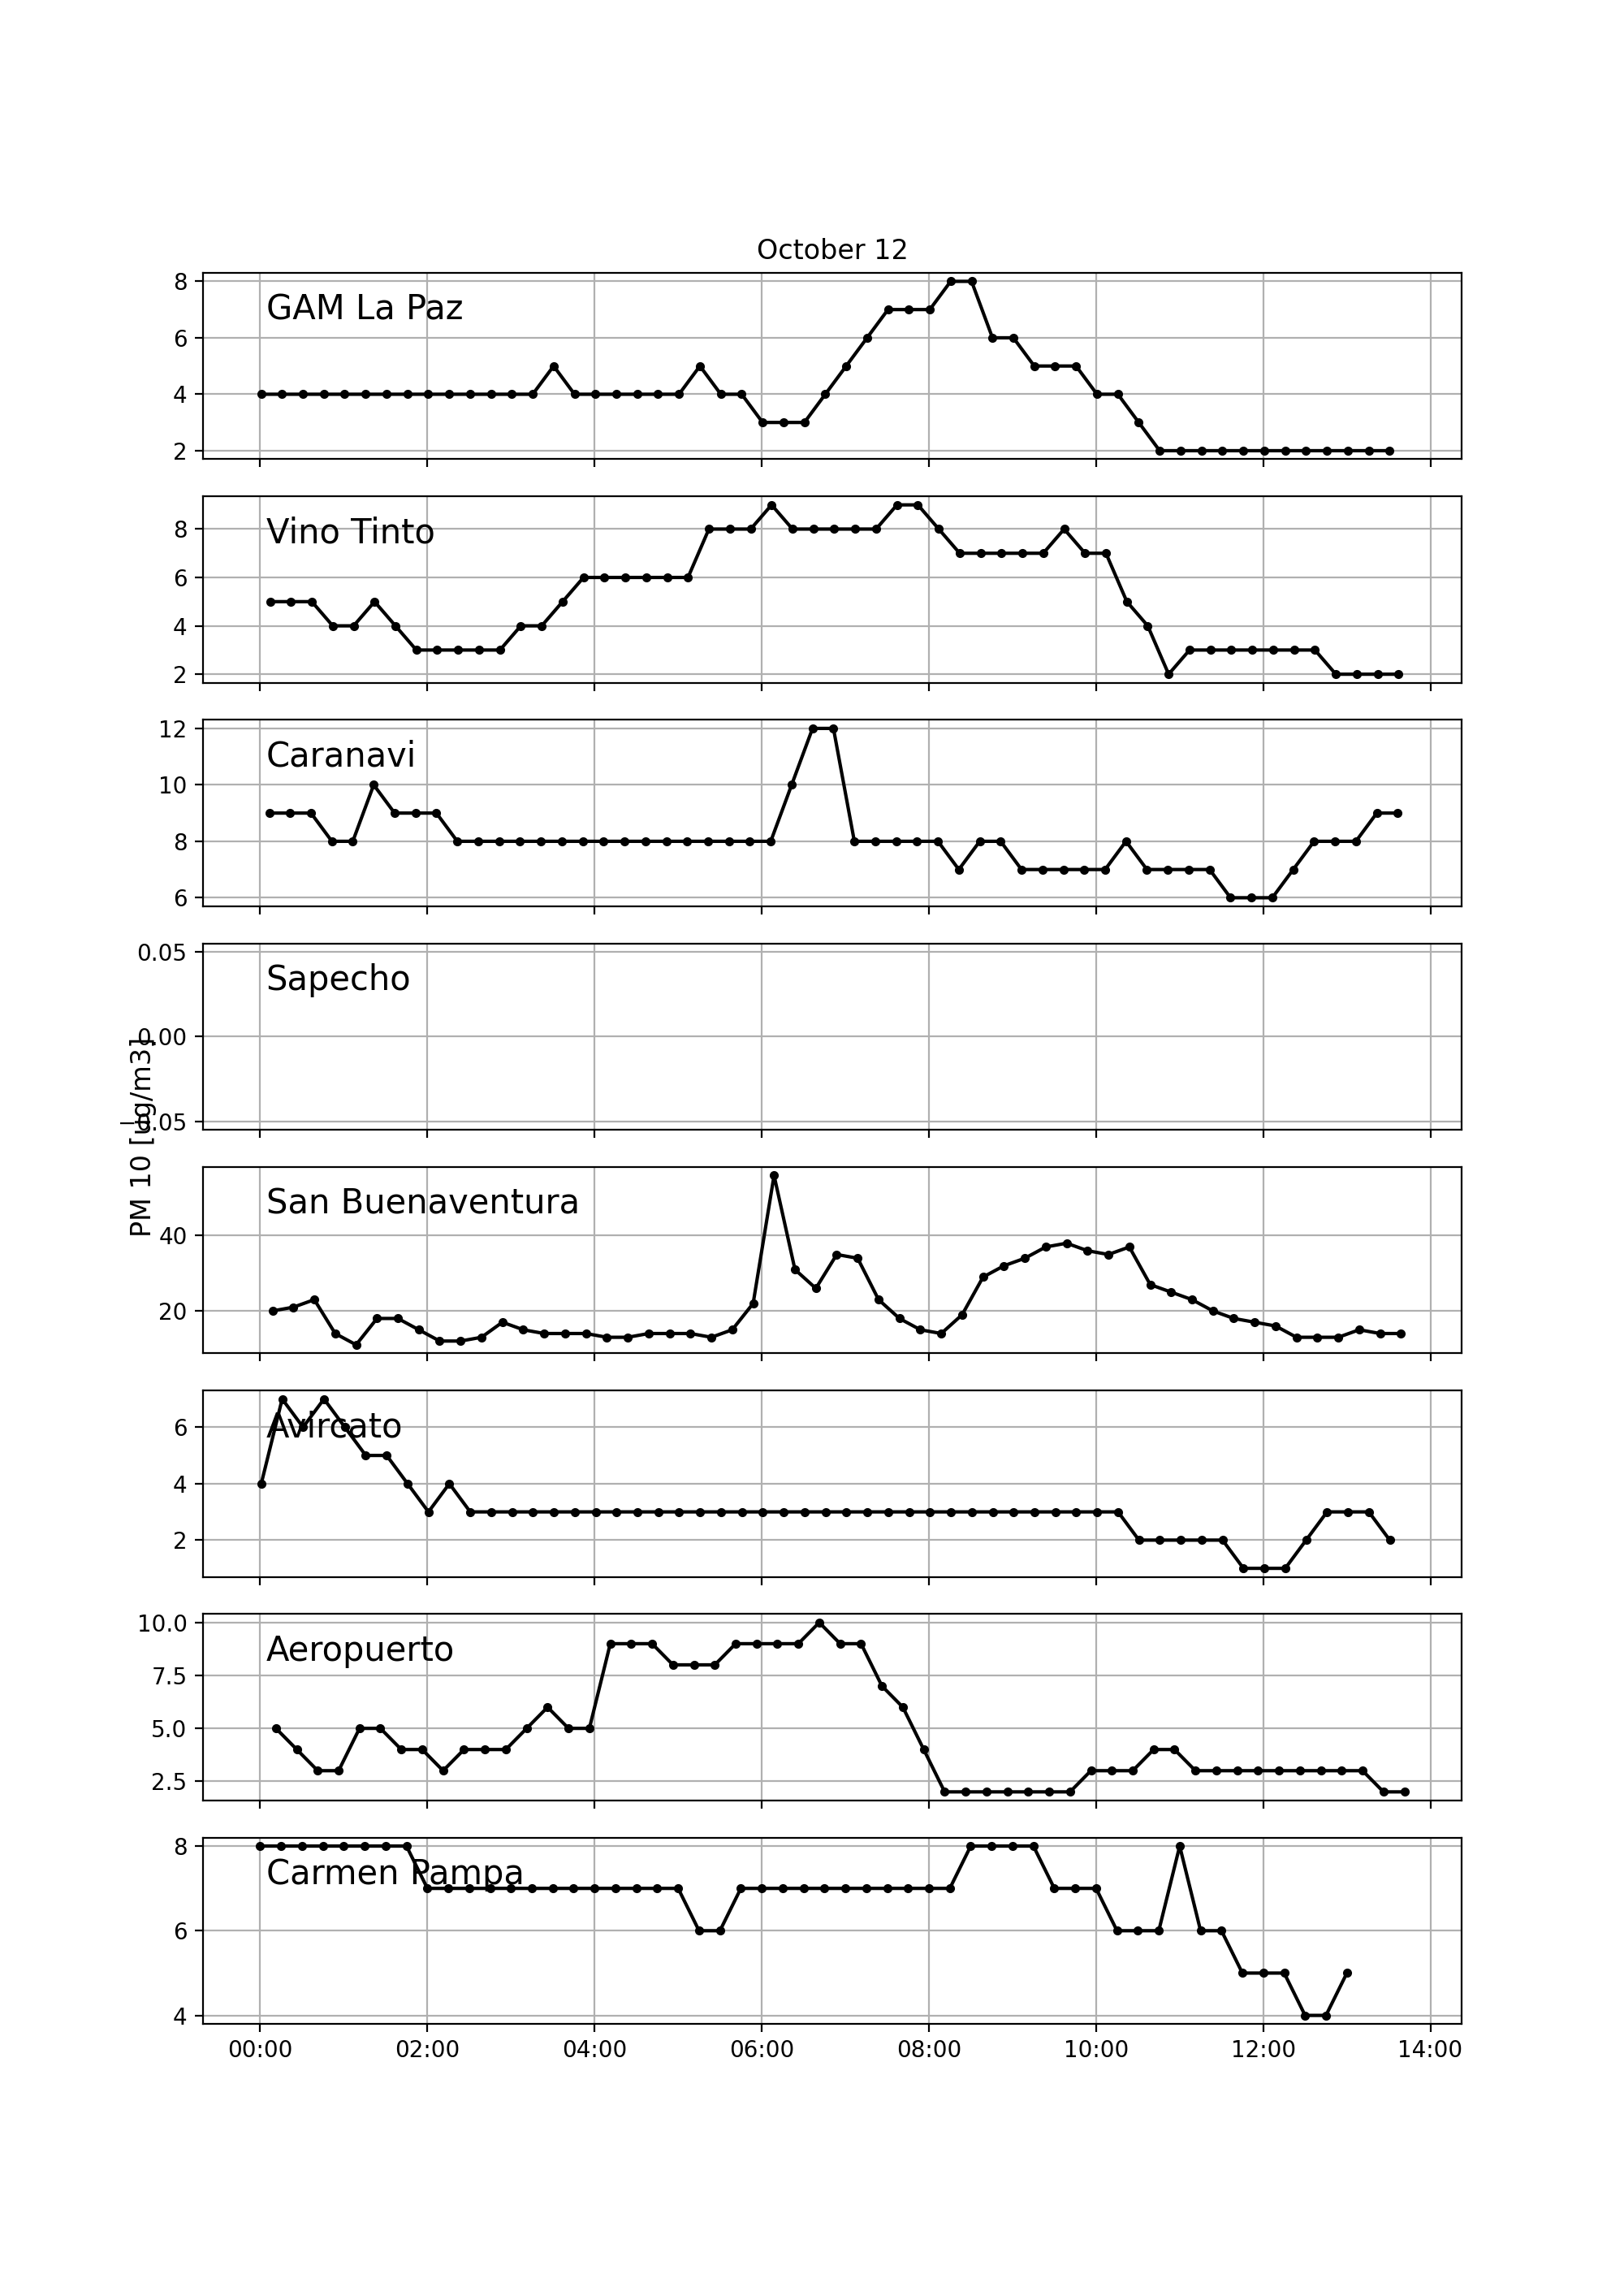 October 12
8
GAM La Paz
6
4
2
8
Vino Tinto
6
4
2
12
Caranavi
10
8
6
0.05
Sapecho
0.00
−0.05
PM 10 [ug/m3]
San Buenaventura
40
20
Avircato
6
4
2
10.0
Aeropuerto
7.5
5.0
2.5
8
Carmen Pampa
6
4
00:00 02:00 04:00 06:00 08:00 10:00 12:00 14:00